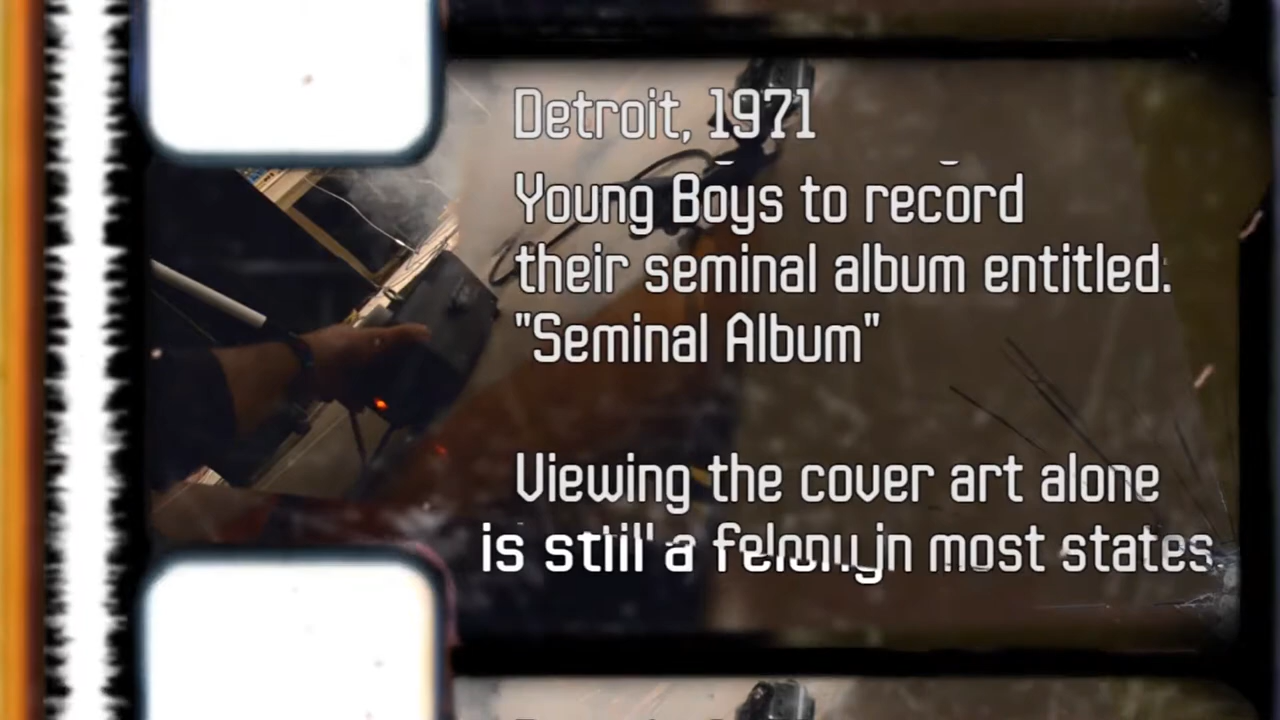 Detroit, 1971
Young Boys to record
their seminal album entitled:
"Seminal Album"
Viewing the cover art alone
is still a felony in most states.